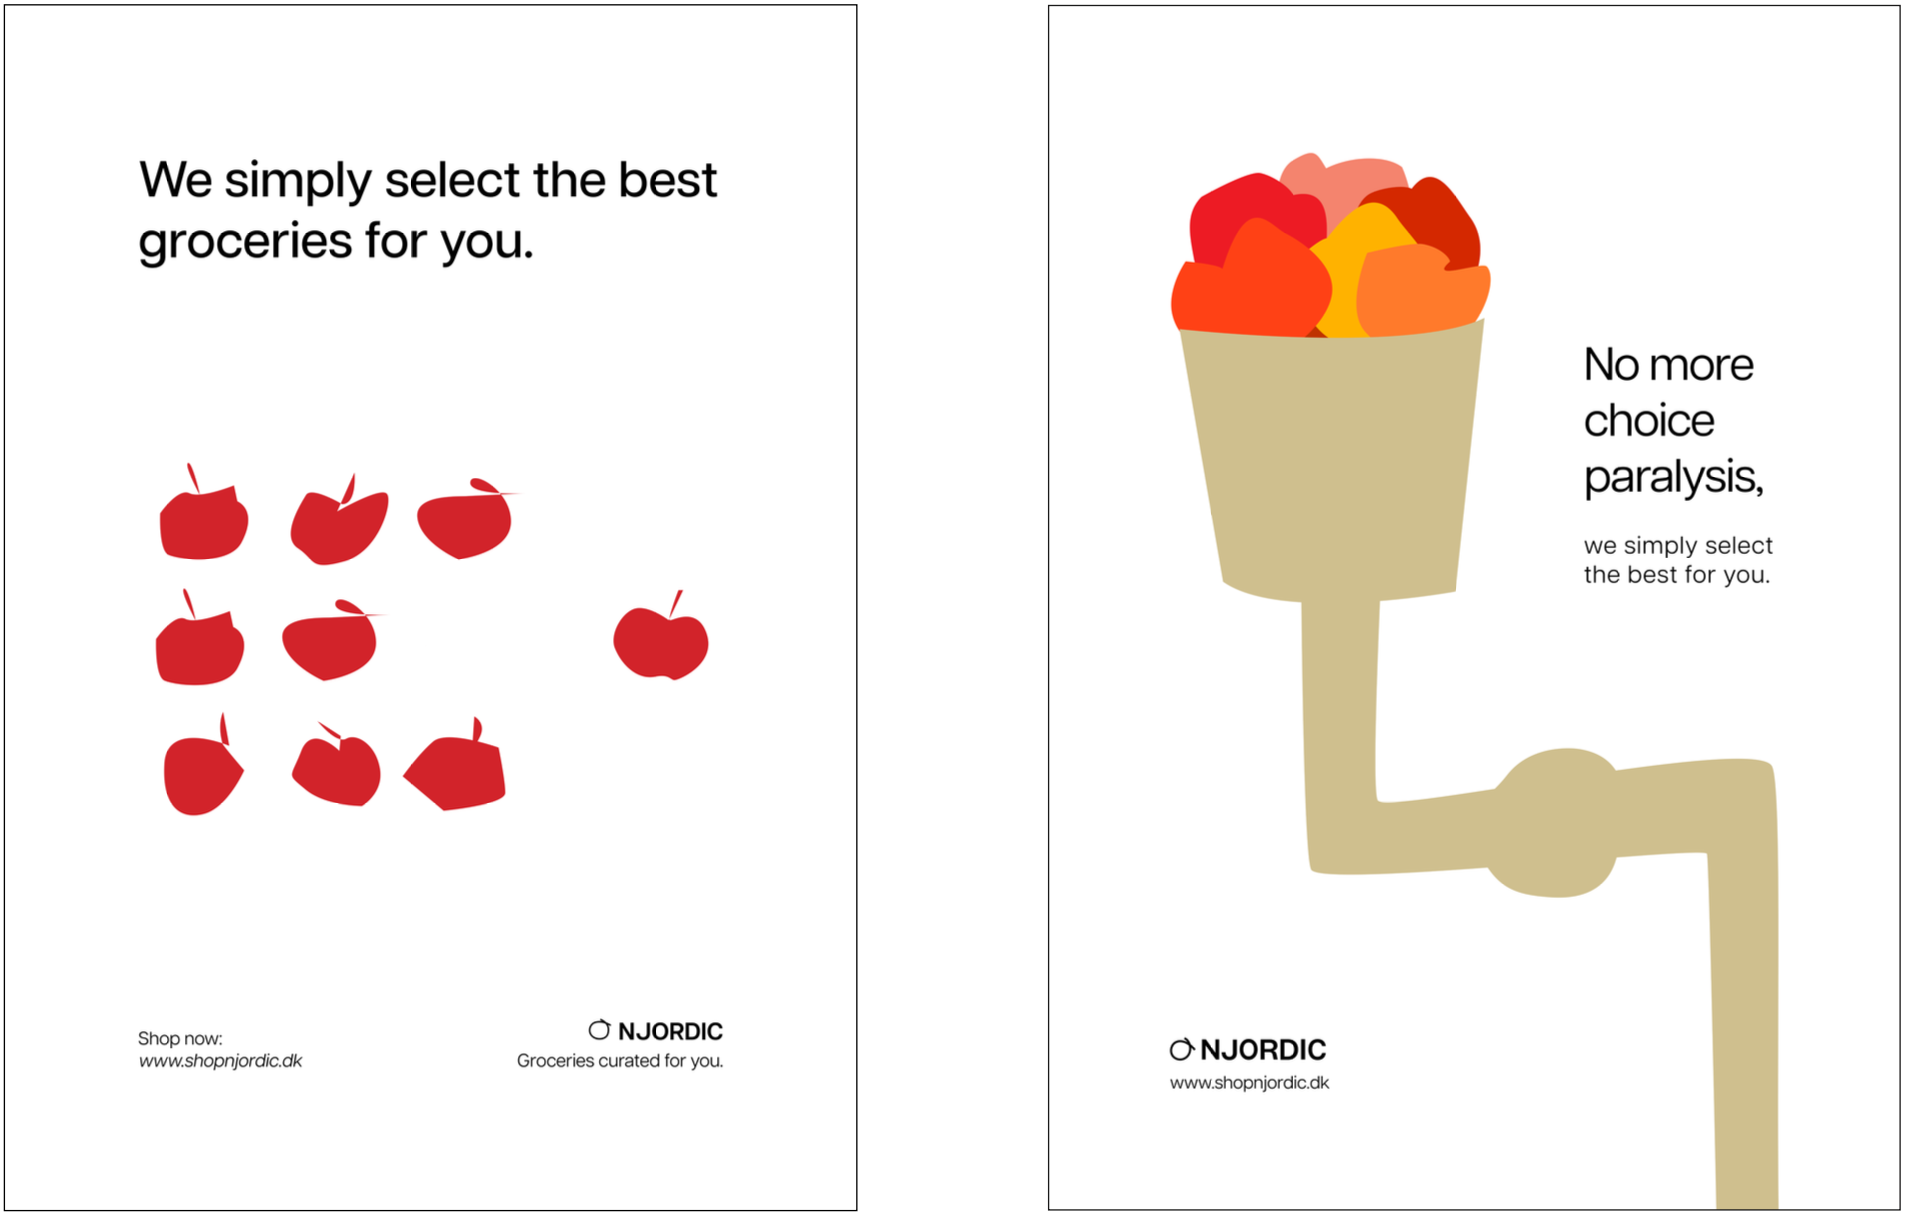 We simply select the best
groceries for you.
Shop now:
www.shopnjordic.dk
NJORDIC
Groceries curated for you.
No more
choice
paralysis,
we simply select
the best for you.
NJORDIC
www.shopnjordic.dk